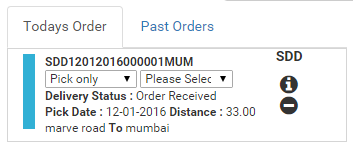 Todays Order Past Orders
SDD12012016000001MUM SDD
Pick only Please Selec
Delivery Status : Order Received
Pick Date : 12-01-2016 Distance : 33.00
marve road To mumbai